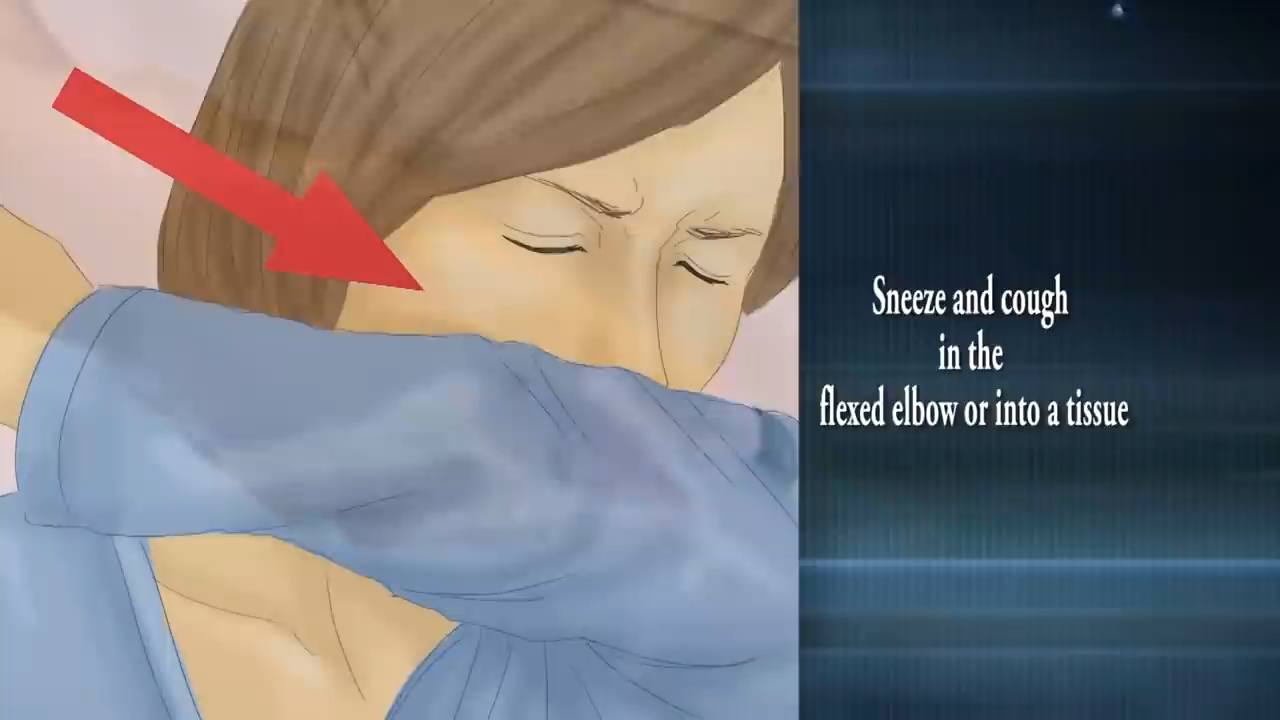 Sneeze and cough
in the
flexed elbow or into a tissue